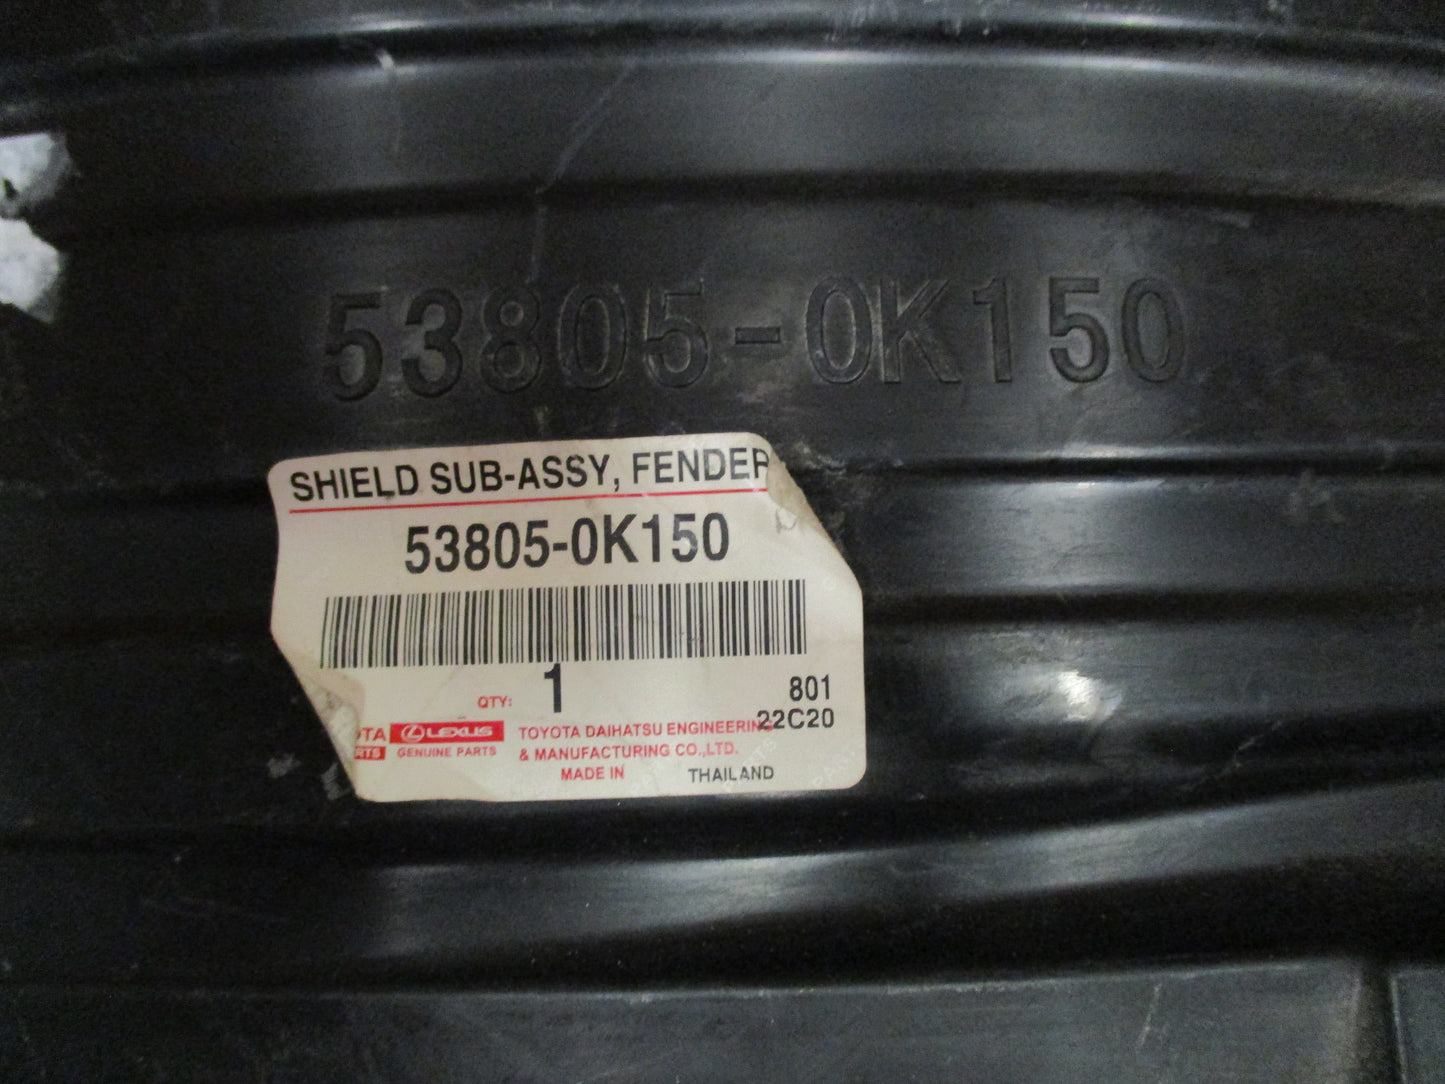 53805-0K150
SHIELD SUB-ASSY, FENDER
53805-0K150
QTY: 1
801
22C20
LEXUS
GENUINE PARTS
TOYOTA DAIHATSU ENGINEERING
& MANUFACTURING CO.,LTD.
MADE IN THAILAND